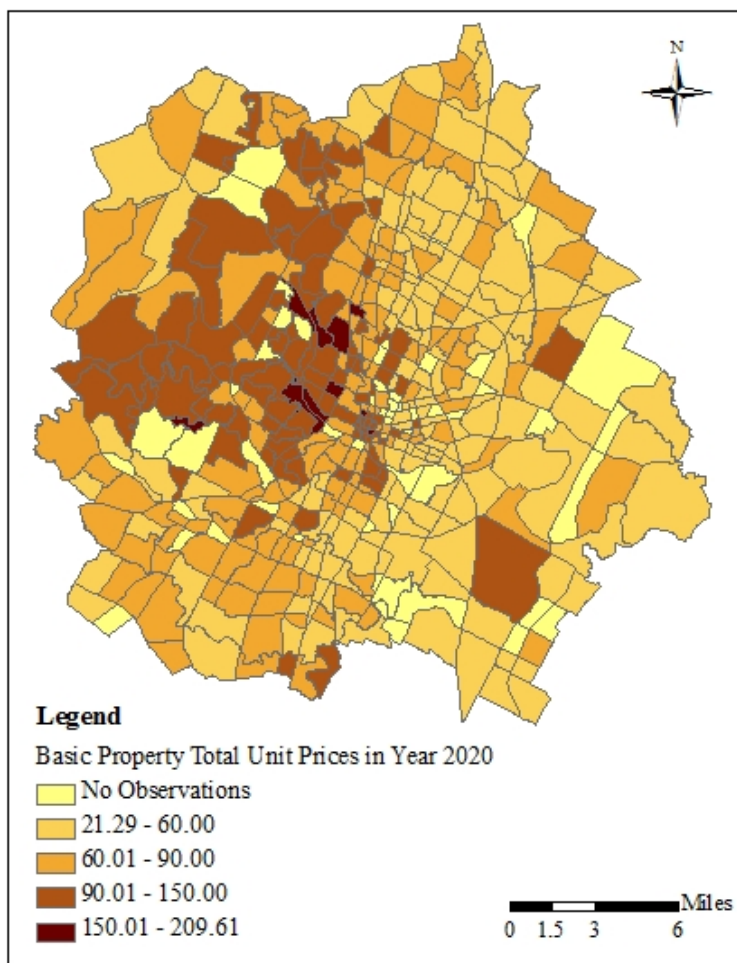 N
Legend
Basic Property Total Unit Prices in Year 2020
No Observations
21.29 - 60.00
60.01 - 90.00
90.01 - 150.00
150.01 - 209.61
Miles
0 1.5 3 6